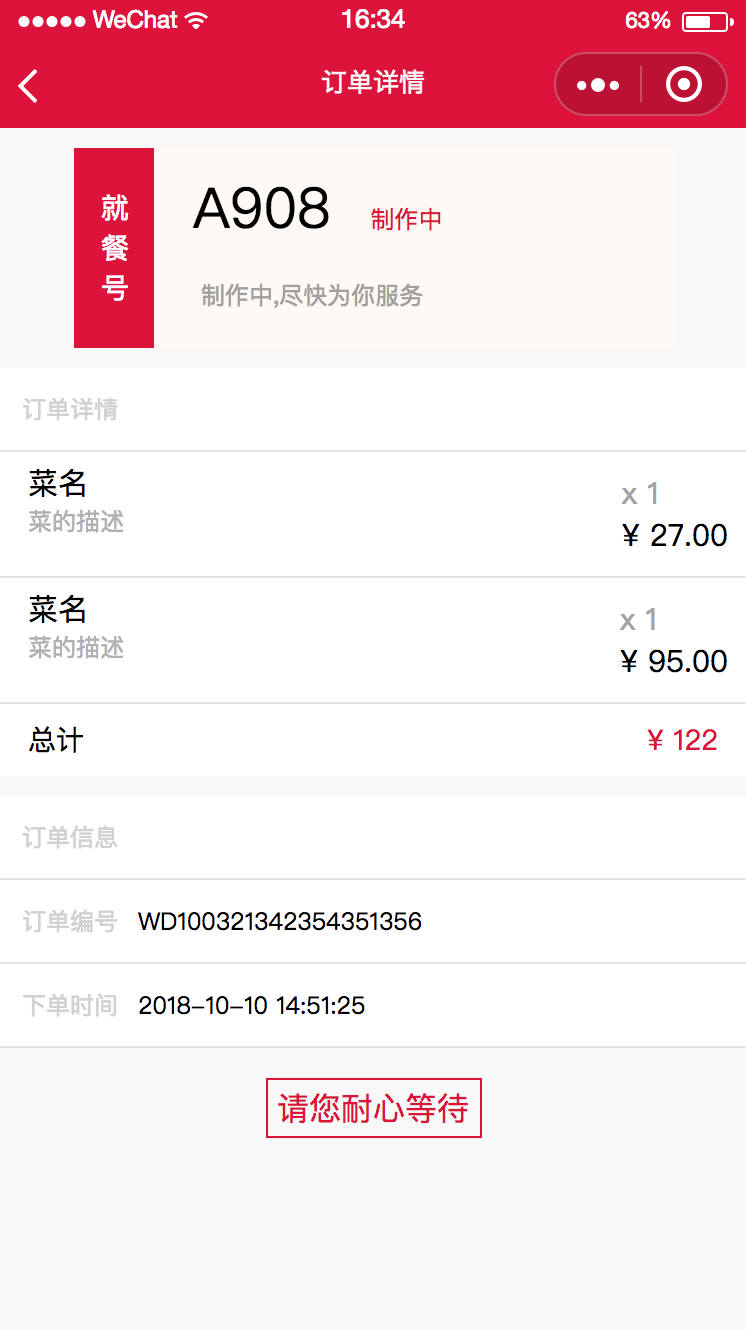 WeChat 16:34 63%
订单详情
就餐号
A908 制作中
制作中,尽快为你服务
订单详情
菜名
菜的描述
x 1
¥ 27.00
菜名
菜的描述
x 1
¥ 95.00
总计 ¥ 122
订单信息
订单编号 WD100321342354351356
下单时间 2018-10-10 14:51:25
请您耐心等待